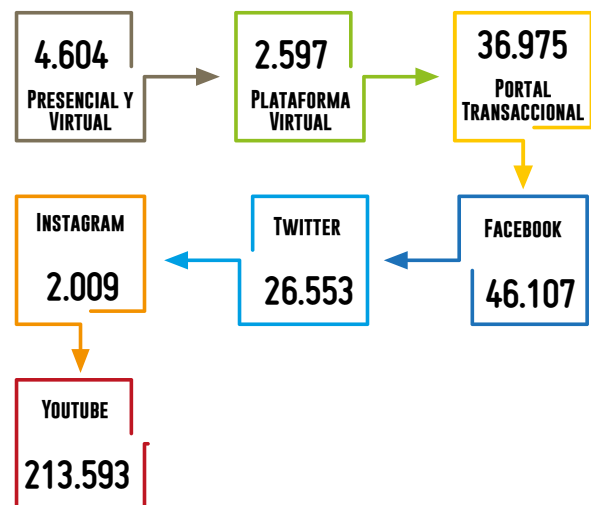 4.604
PRESENCIAL Y
VIRTUAL
2.597
PLATAFORMA
VIRTUAL
36.975
PORTAL
TRANSACCIONAL
FACEBOOK
46.107
TWITTER
26.553
INSTAGRAM
2.009
YOUTUBE
213.593